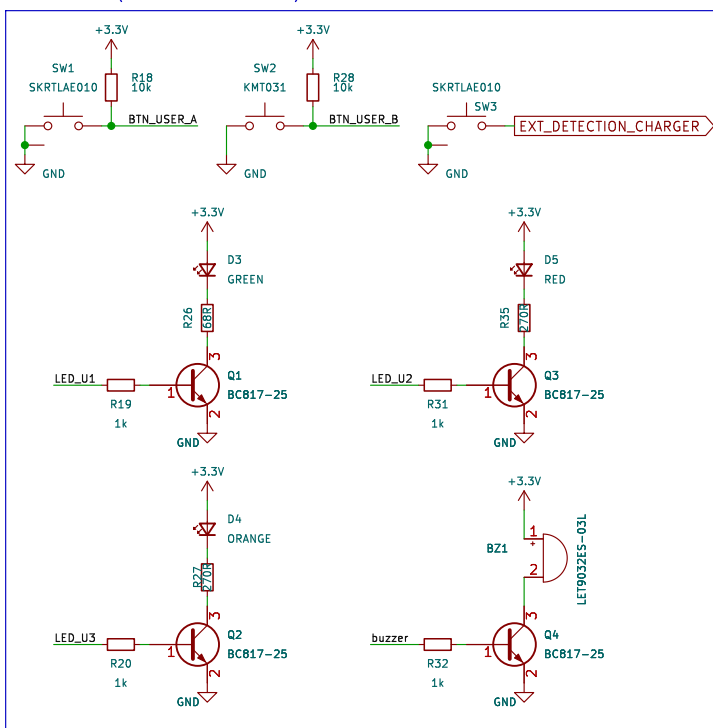 +3.3V
+3.3V
SW1
SKRTLAE010
R18
10k
BTN_USER_A
GND
SW2
KMT031
R28
10k
BTN_USER_B
GND
SKRTLAE010
SW3
EXT_DETECTION_CHARGER
GND
+3.3V
D3
GREEN
R26
68R
3
LED_U1
R19
1k
1
Q1
BC817-25
2
GND
+3.3V
D5
RED
R35
270R
3
LED_U2
R31
1k
1
Q3
BC817-25
2
GND
+3.3V
D4
ORANGE
R27
270R
3
LED_U3
R20
1k
1
Q2
BC817-25
2
GND
+3.3V
BZ1
1
+
2
LET9032ES-03L
3
buzzer
R32
1k
1
Q4
BC817-25
2
GND